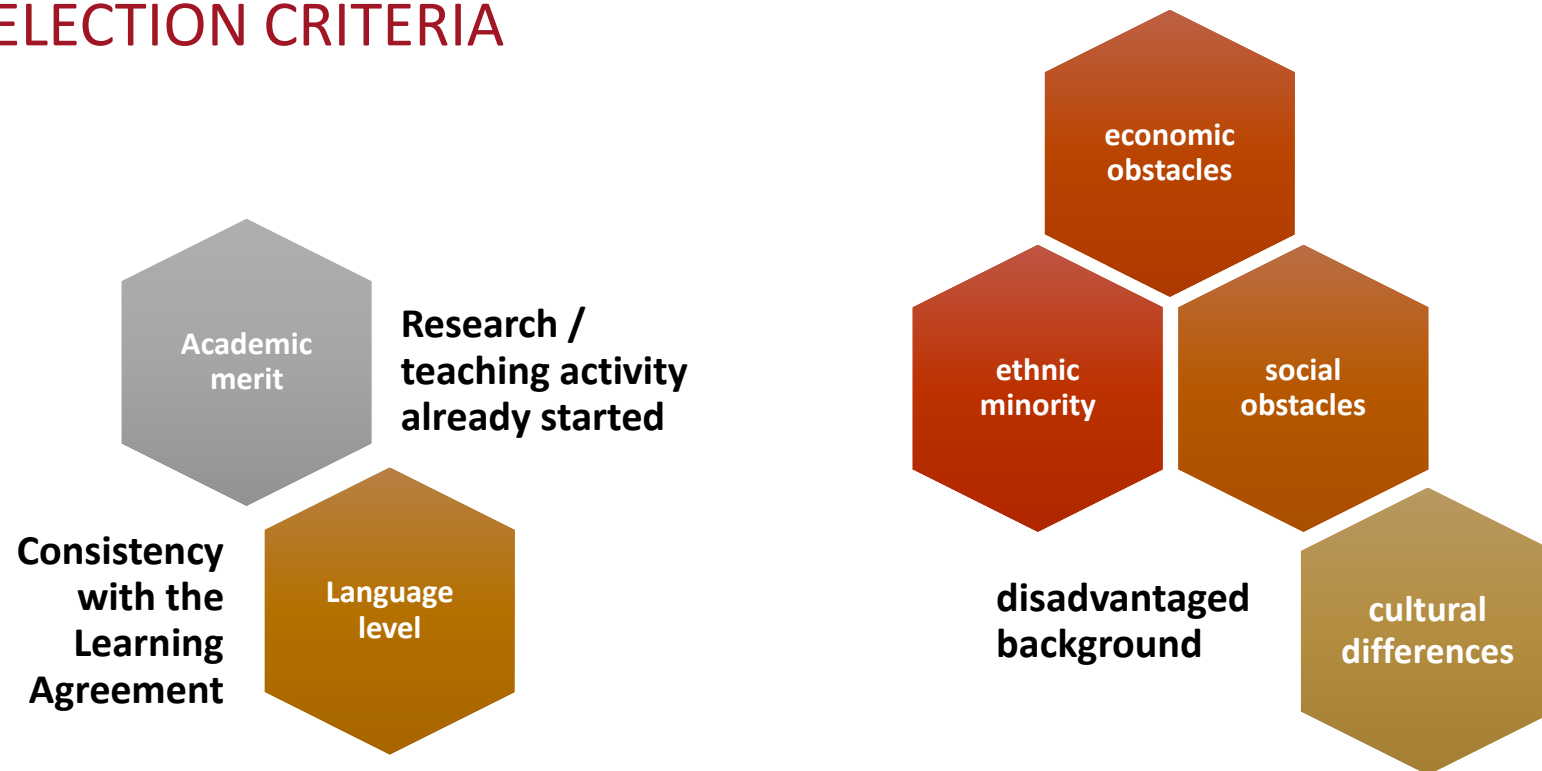 ELECTION CRITERIA
Academic
merit
Research /
teaching activity
already started
Consistency
with the
Learning
Agreement
Language
level
economic
obstacles
ethnic
minority
social
obstacles
disadvantaged
background
cultural
differences